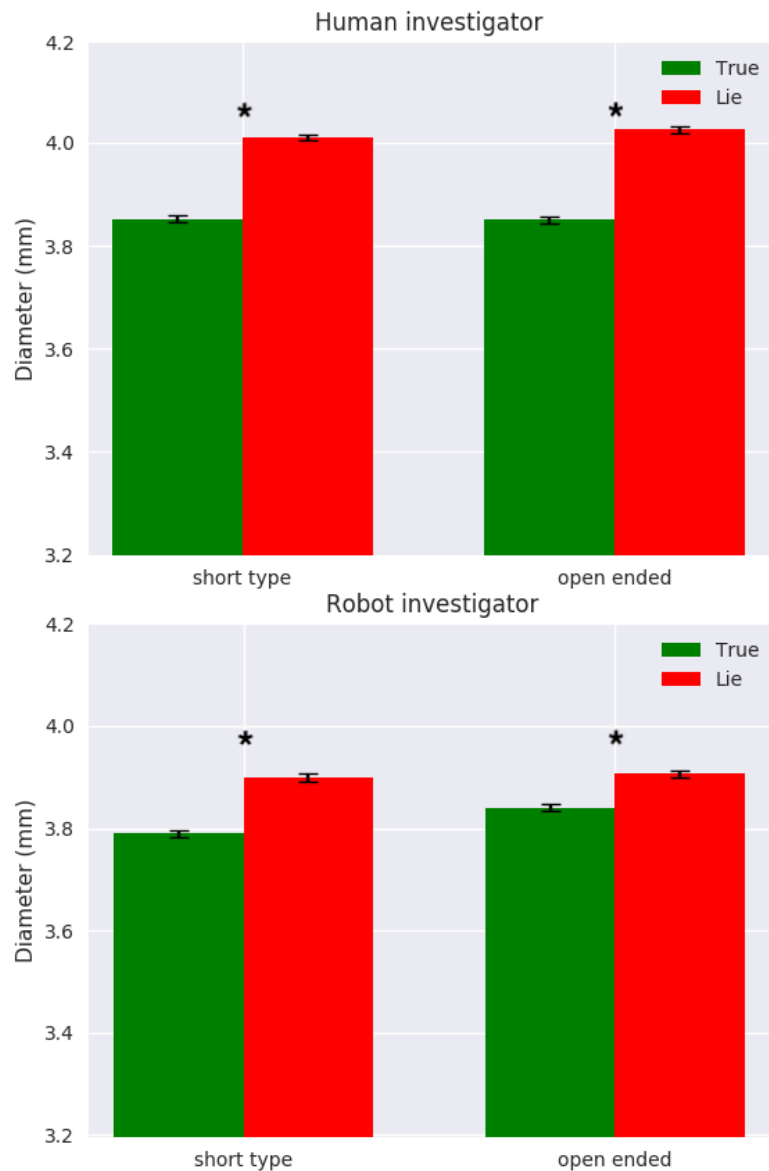 Human investigator
4.2
4.0
3.8
3.6
3.4
3.2
Diameter (mm)
True
Lie
*
*
short type
open ended
Robot investigator
4.2
4.0
3.8
3.6
3.4
3.2
Diameter (mm)
True
Lie
*
*
short type
open ended